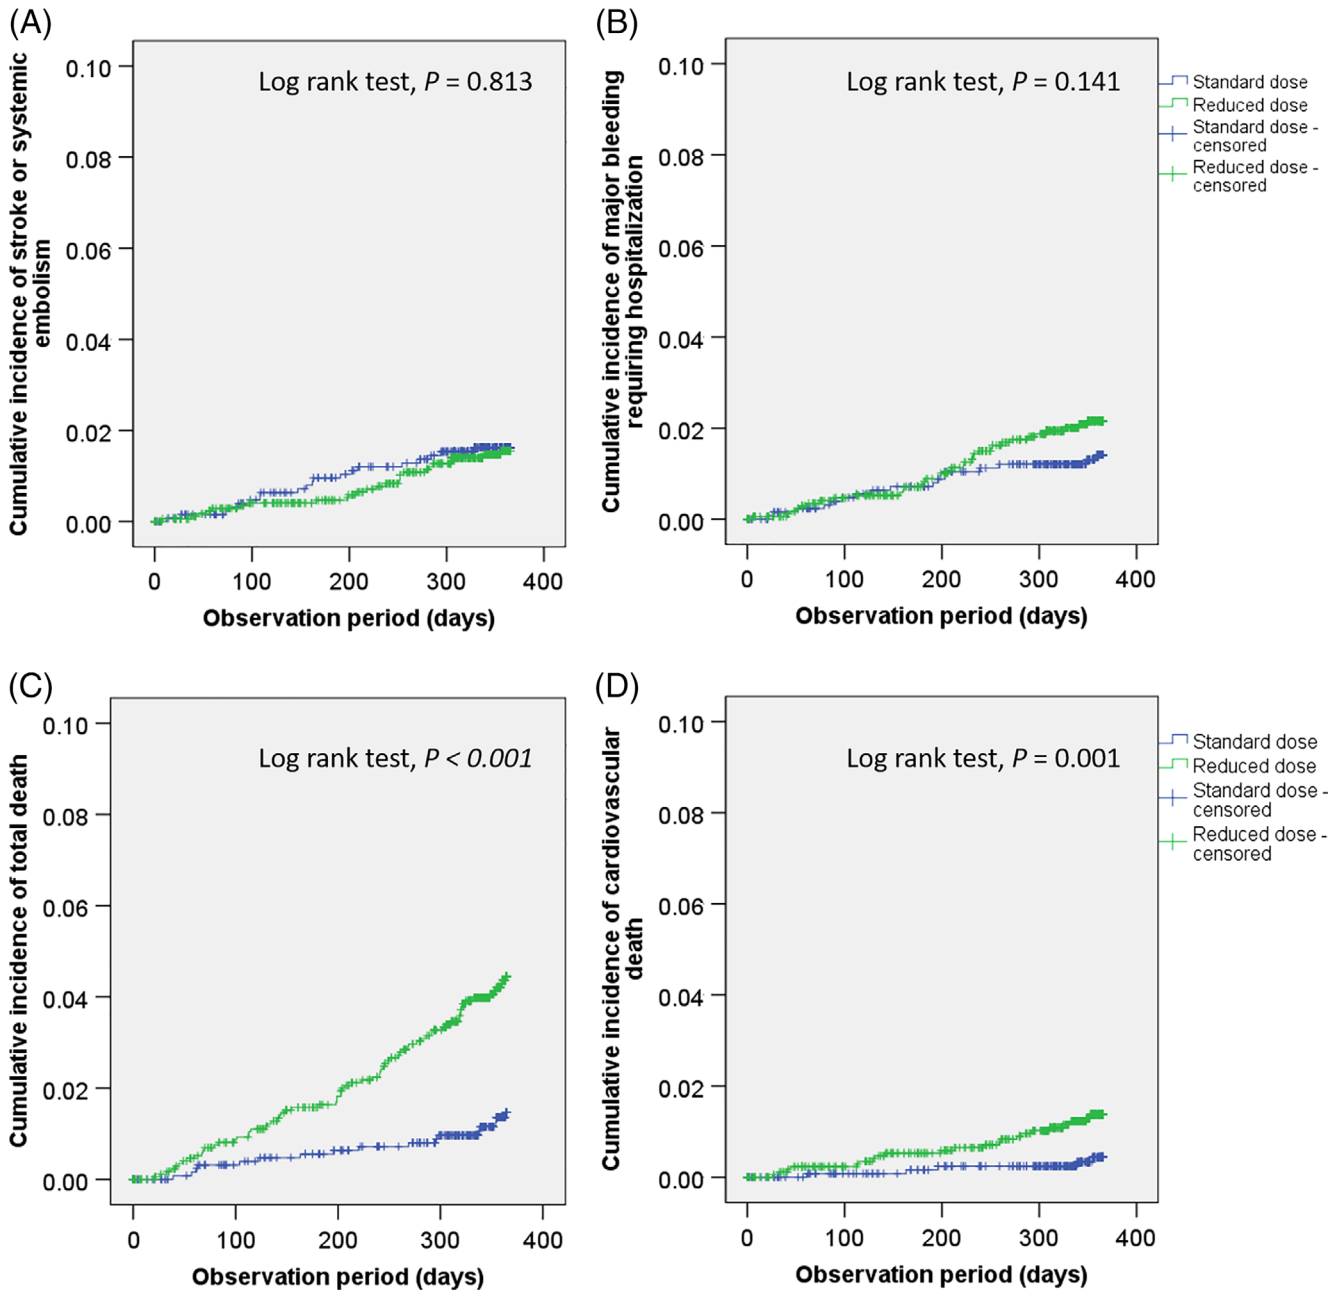 (A)
Cumulative incidence of stroke or systemic
embolism
0.10
0.08
0.06
0.04
0.02
0.00
Log rank test, P = 0.813
0 100 200 300 400
Observation period (days)
(B)
Cumulative incidence of major bleeding
requiring hospitalization
0.10
0.08
0.06
0.04
0.02
0.00
Log rank test, P = 0.141
0 100 200 300 400
Observation period (days)
Standard dose
Reduced dose
Standard dose -
censored
Reduced dose -
censored
(C)
Cumulative incidence of total death
0.10
0.08
0.06
0.04
0.02
0.00
Log rank test, P < 0.001
0 100 200 300 400
Observation period (days)
(D)
Cumulative incidence of cardiovascular
death
0.10
0.08
0.06
0.04
0.02
0.00
Log rank test, P = 0.001
0 100 200 300 400
Observation period (days)
Standard dose
Reduced dose
Standard dose -
censored
Reduced dose -
censored